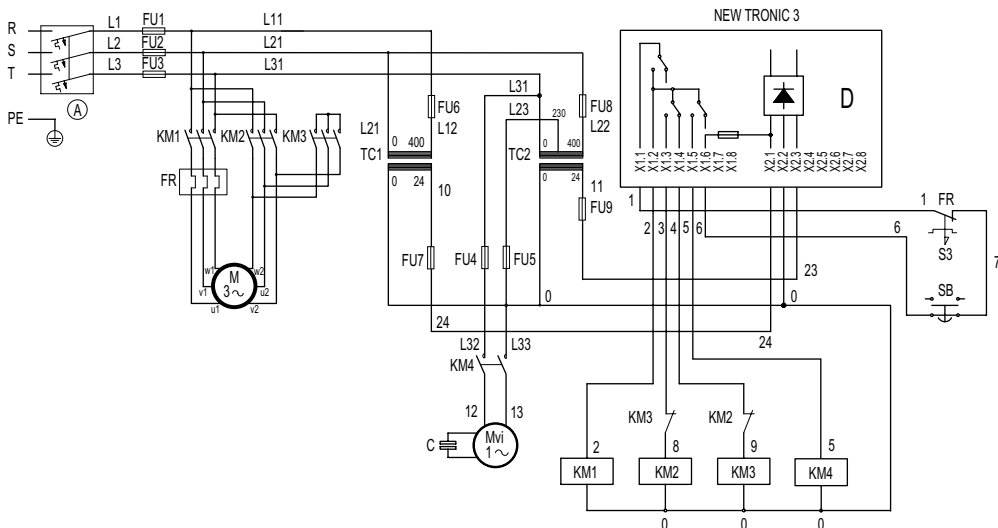 NEW TRONIC 3
R L1 FU1 L11
S L2 FU2 L21
T L3 FU3 L31
A
PE
KM1 KM2 KM3
FR
L21 0 400 TC1 0 24
FU6 L12
10
L31
L23 230
0 400 TC2 0 24
FU8 L22
11
FU9
D
X1.1 X1.2 X1.3 X1.4 X1.5 X1.6 X1.7 X1.8 X2.1 X2.2 X2.3 X2.4 X2.5 X2.6 X2.7 X2.8
1 2 3 4 5 6
1 FR
6
S3
7
SB
FU7 FU4 FU5
23
0 0
24 24
w1 M w2
v1 3~ u2
u1 v2
L32 L33
KM4
12 13
C Mvi 1~
KM3 KM2
2 8 9 5
KM1 KM2 KM3 KM4
0 0 0